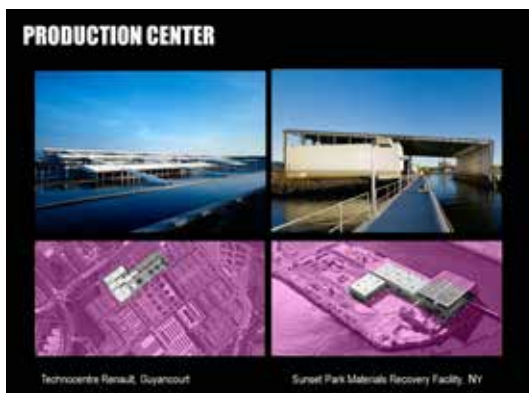 PRODUCTION CENTER
Technocentre Renault, Guyancourt
Sunset Park Materials Recovery Facility, NY